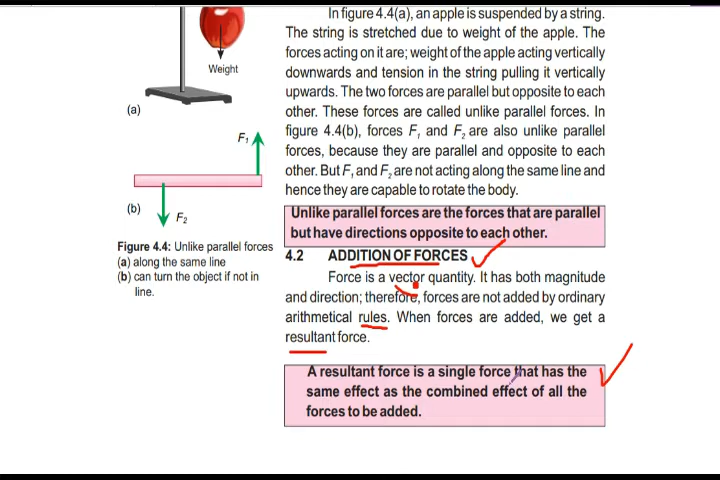 In figure 4.4(a), an apple is suspended by a string.
The string is stretched due to weight of the apple. The
forces acting on it are; weight of the apple acting vertically
downwards and tension in the string pulling it vertically
upwards. The two forces are parallel but opposite to each
other. These forces are called unlike parallel forces. In
figure 4.4(b), forces F₁ and F₂ are also unlike parallel
forces, because they are parallel and opposite to each
other. But F₁ and F₂ are not acting along the same line and
hence they are capable to rotate the body.
Unlike parallel forces are the forces that are parallel
but have directions opposite to each other.
4.2 ADDITION OF FORCES
Force is a vector quantity. It has both magnitude
and direction; therefore, forces are not added by ordinary
arithmetical rules. When forces are added, we get a
resultant force.
A resultant force is a single force that has the
same effect as the combined effect of all the
forces to be added.
Weight
(a)
F₁
(b)
F₂
Figure 4.4: Unlike parallel forces
(a) along the same line
(b) can turn the object if not in
line.